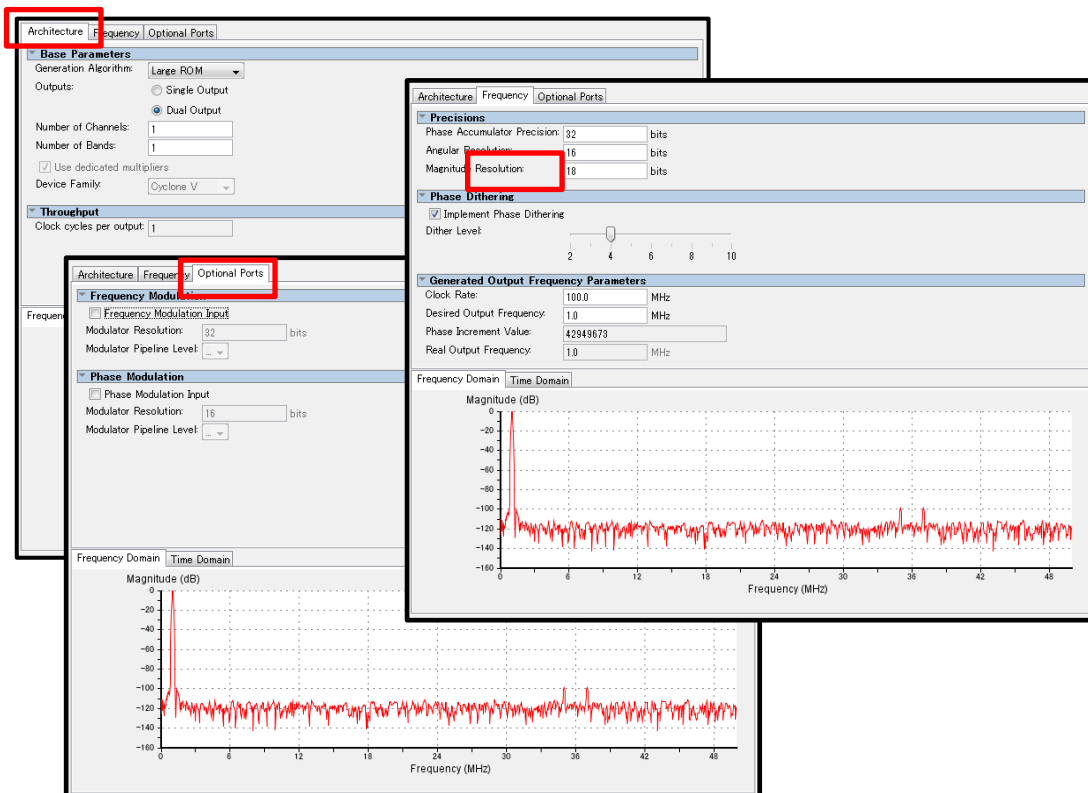 Architecture Frequency Optional Ports
Base Parameters
Generation Algorithm: Large ROM
Outputs: Single Output
Dual Output
Number of Channels: 1
Number of Bands: 1
Use dedicated multipliers
Device Family: Cyclone V
Throughput
Clock cycles per output: 1
Architecture Frequency Optional Ports
Precisions
Phase Accumulator Precision: 32 bits
Angular Resolution: 16 bits
Magnitude Resolution: 18 bits
Phase Dithering
Implement Phase Dithering
Dither Level:
2 4 6 8 10
Generated Output Frequency Parameters
Clock Rate: 100.0 MHz
Desired Output Frequency: 1.0 MHz
Phase Increment Value: 42949673
Real Output Frequency: 1.0 MHz
Frequency Domain Time Domain
Magnitude (dB)
0
-20
-40
-60
-80
-100
-120
-140
-160
0 6 12 18 24 30 36 42 48
Frequency (MHz)
Architecture Frequency Optional Ports
Frequency Modulation
Frequency Modulation Input
Modulator Resolution: 32 bits
Modulator Pipeline Level: ...
Phase Modulation
Phase Modulation Input
Modulator Resolution: 16 bits
Modulator Pipeline Level: ...
Frequency Domain Time Domain
Magnitude (dB)
0
-20
-40
-60
-80
-100
-120
-140
-160
0 6 12 18 24 30 36 42 48
Frequency (MHz)